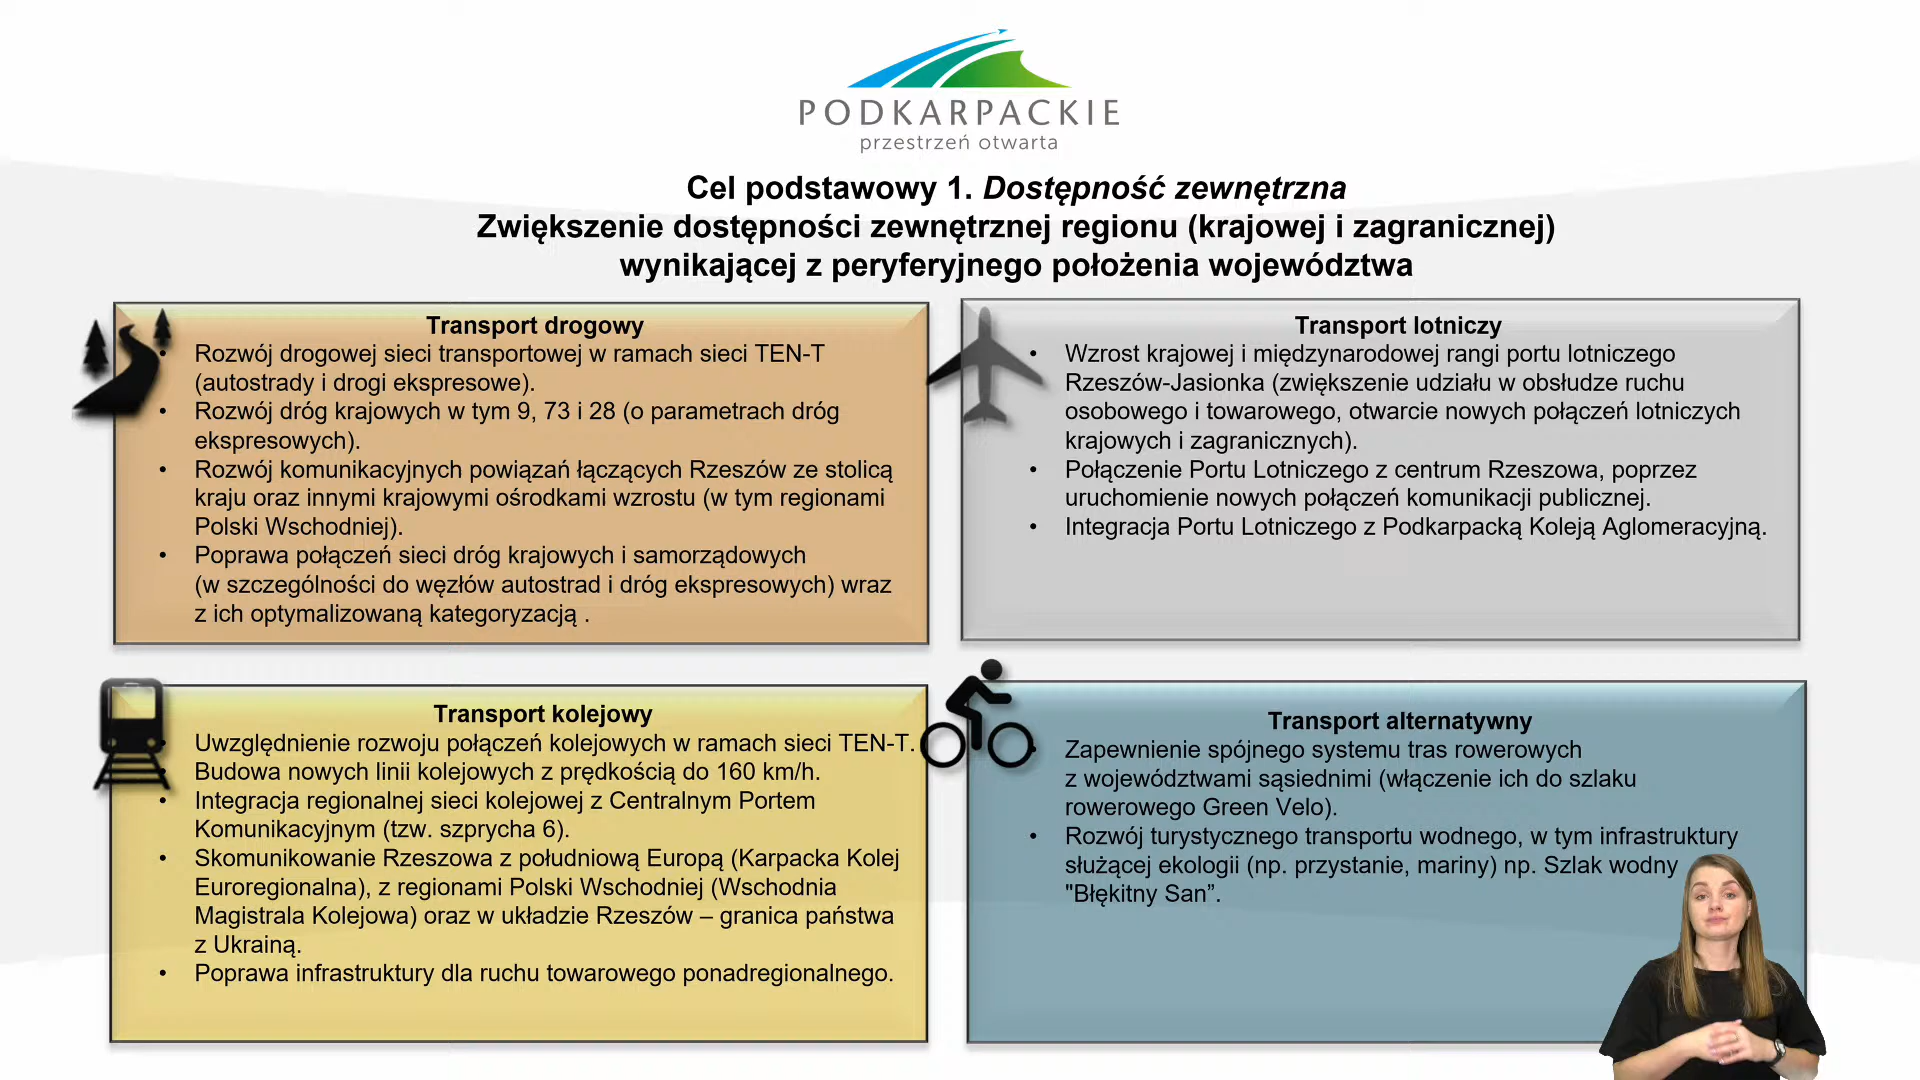 PODKARPACKIE
przestrzeń otwarta
Cel podstawowy 1. Dostępność zewnętrzna
Zwiększenie dostępności zewnętrznej regionu (krajowej i zagranicznej)
wynikającej z peryferyjnego położenia województwa
Transport drogowy
• Rozwój drogowej sieci transportowej w ramach sieci TEN-T
(autostrady i drogi ekspresowe).
• Rozwój dróg krajowych w tym 9, 73 i 28 (o parametrach dróg
ekspresowych).
• Rozwój komunikacyjnych powiązań łączących Rzeszów ze stolicą
kraju oraz innymi krajowymi ośrodkami wzrostu (w tym regionami
Polski Wschodniej).
• Poprawa połączeń sieci dróg krajowych i samorządowych
(w szczególności do węzłów autostrad i dróg ekspresowych) wraz
z ich optymalizowaną kategoryzacją .
Transport lotniczy
• Wzrost krajowej i międzynarodowej rangi portu lotniczego
Rzeszów-Jasionka (zwiększenie udziału w obsłudze ruchu
osobowego i towarowego, otwarcie nowych połączeń lotniczych
krajowych i zagranicznych).
• Połączenie Portu Lotniczego z centrum Rzeszowa, poprzez
uruchomienie nowych połączeń komunikacji publicznej.
• Integracja Portu Lotniczego z Podkarpacką Koleją Aglomeracyjną.
Transport kolejowy
Uwzględnienie rozwoju połączeń kolejowych w ramach sieci TEN-T.
Budowa nowych linii kolejowych z prędkością do 160 km/h.
• Integracja regionalnej sieci kolejowej z Centralnym Portem
Komunikacyjnym (tzw. szprycha 6).
• Skomunikowanie Rzeszowa z południową Europą (Karpacka Kolej
Euroregionalna), z regionami Polski Wschodniej (Wschodnia
Magistrala Kolejowa) oraz w układzie Rzeszów – granica państwa
z Ukrainą.
• Poprawa infrastruktury dla ruchu towarowego ponadregionalnego.
Transport alternatywny
• Zapewnienie spójnego systemu tras rowerowych
z województwami sąsiednimi (włączenie ich do szlaku
rowerowego Green Velo).
• Rozwój turystycznego transportu wodnego, w tym infrastruktury
służącej ekologii (np. przystanie, mariny) np. Szlak wodny
"Błękitny San”.